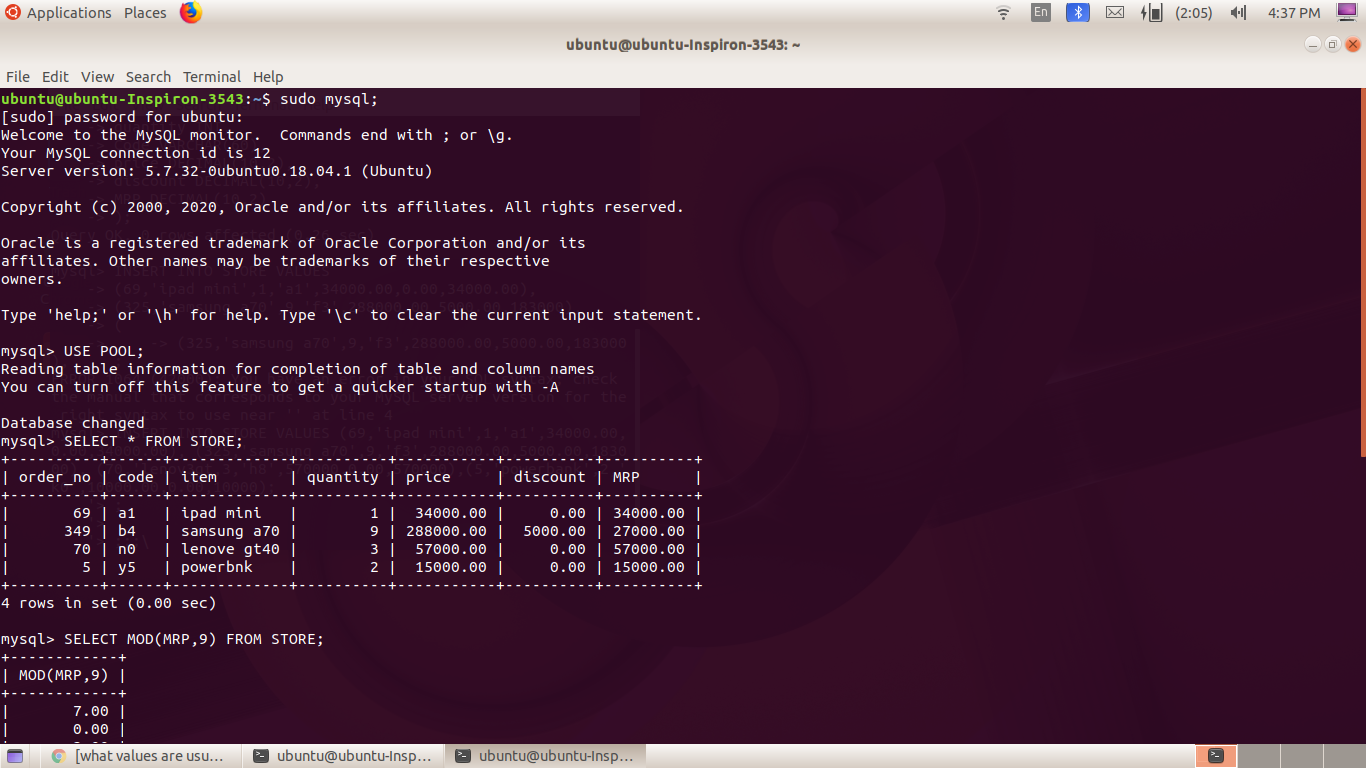 Applications Places En (2:05) 4:37 PM
ubuntu@ubuntu-Inspiron-3543: ~
File Edit View Search Terminal Help
ubuntu@ubuntu-Inspiron-3543:~$ sudo mysql;
[sudo] password for ubuntu:
Welcome to the MySQL monitor.  Commands end with ; or \g.
Your MySQL connection id is 12
Server version: 5.7.32-0ubuntu0.18.04.1 (Ubuntu)
Copyright (c) 2000, 2020, Oracle and/or its affiliates. All rights reserved.
Oracle is a registered trademark of Oracle Corporation and/or its
affiliates. Other names may be trademarks of their respective
owners.
Type 'help;' or '\h' for help. Type '\c' to clear the current input statement.
mysql> USE POOL;
Reading table information for completion of table and column names
You can turn off this feature to get a quicker startup with -A
Database changed
mysql> SELECT * FROM STORE;
+----------+------+------------+----------+-----------+----------+----------+
| order_no | code | item        | quantity | price     | discount | MRP      |
+----------+------+------------+----------+-----------+----------+----------+
|       69 | a1   | ipad mini   |        1 |  34000.00 |     0.00 | 34000.00 |
|      349 | b4   | samsung a70 |        9 | 288000.00 |  5000.00 | 27000.00 |
|       70 | n0   | lenove gt40 |        3 |  57000.00 |     0.00 | 57000.00 |
|        5 | y5   | powerbnk    |        2 |  15000.00 |     0.00 | 15000.00 |
+----------+------+------------+----------+-----------+----------+----------+
4 rows in set (0.00 sec)
mysql> SELECT MOD(MRP,9) FROM STORE;
+------------+
| MOD(MRP,9) |
+------------+
|       7.00 |
|       0.00 |
[what values are usu... ubuntu@ubuntu-Insp... ubuntu@ubuntu-Insp...